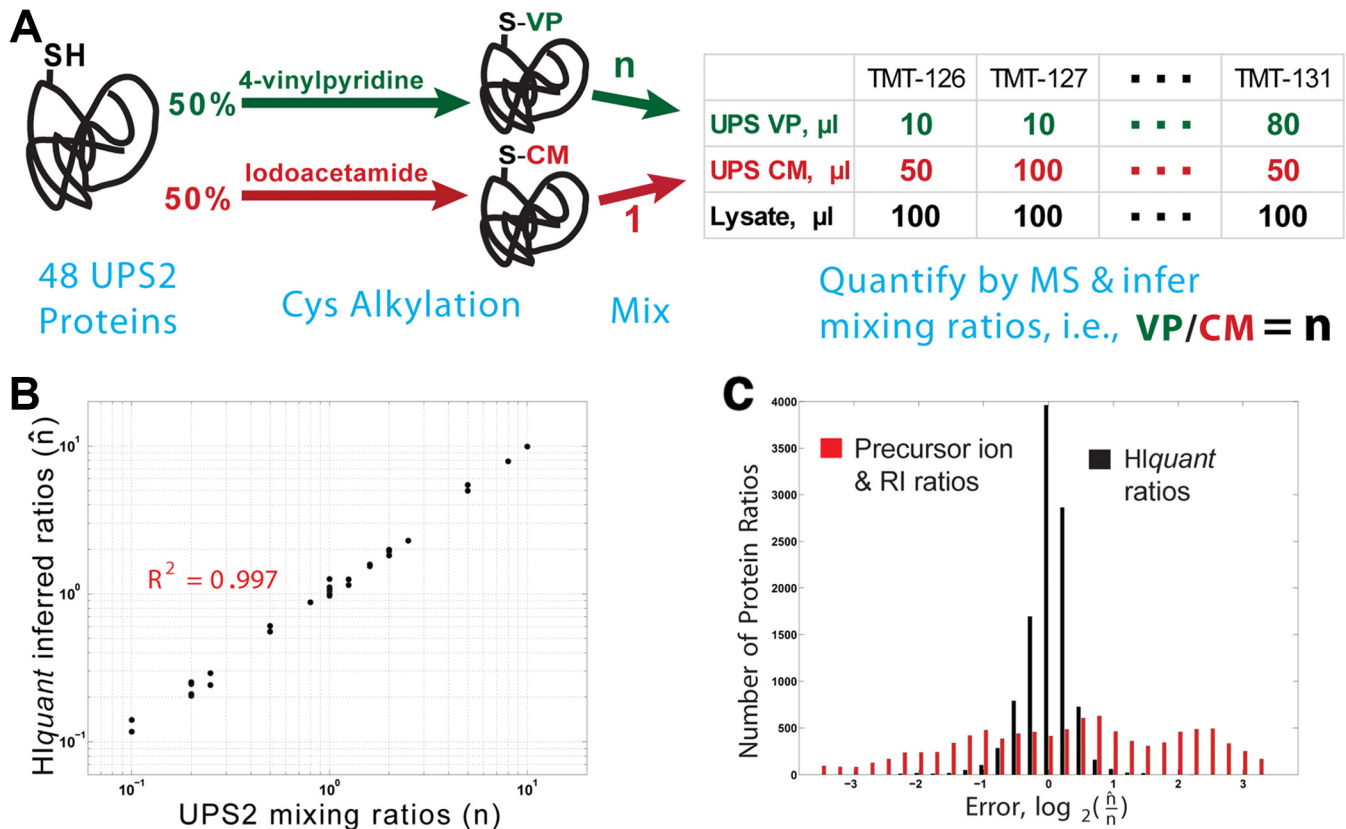 A
SH
50%
4-vinylpyridine
S-VP
n
50%
Iodoacetamide
S-CM
1
48 UPS2
Proteins
Cys Alkylation
Mix
TMT-126 TMT-127 ▪ ▪ ▪ TMT-131
UPS VP, µl 10 10 ▪ ▪ ▪ 80
UPS CM, µl 50 100 ▪ ▪ ▪ 50
Lysate, µl 100 100 ▪ ▪ ▪ 100
Quantify by MS & infer
mixing ratios, i.e., VP/CM = n
B
HIquant inferred ratios (n̂)
10¹
10⁰
10⁻¹
R² = 0.997
10⁻¹ 10⁰ 10¹
UPS2 mixing ratios (n)
C
Number of Protein Ratios
4000
3500
3000
2500
2000
1500
1000
500
0
Precursor ion
& RI ratios
HIquant
ratios
−3 −2 −1 0 1 2 3
Error, log ₂(n̂/n)